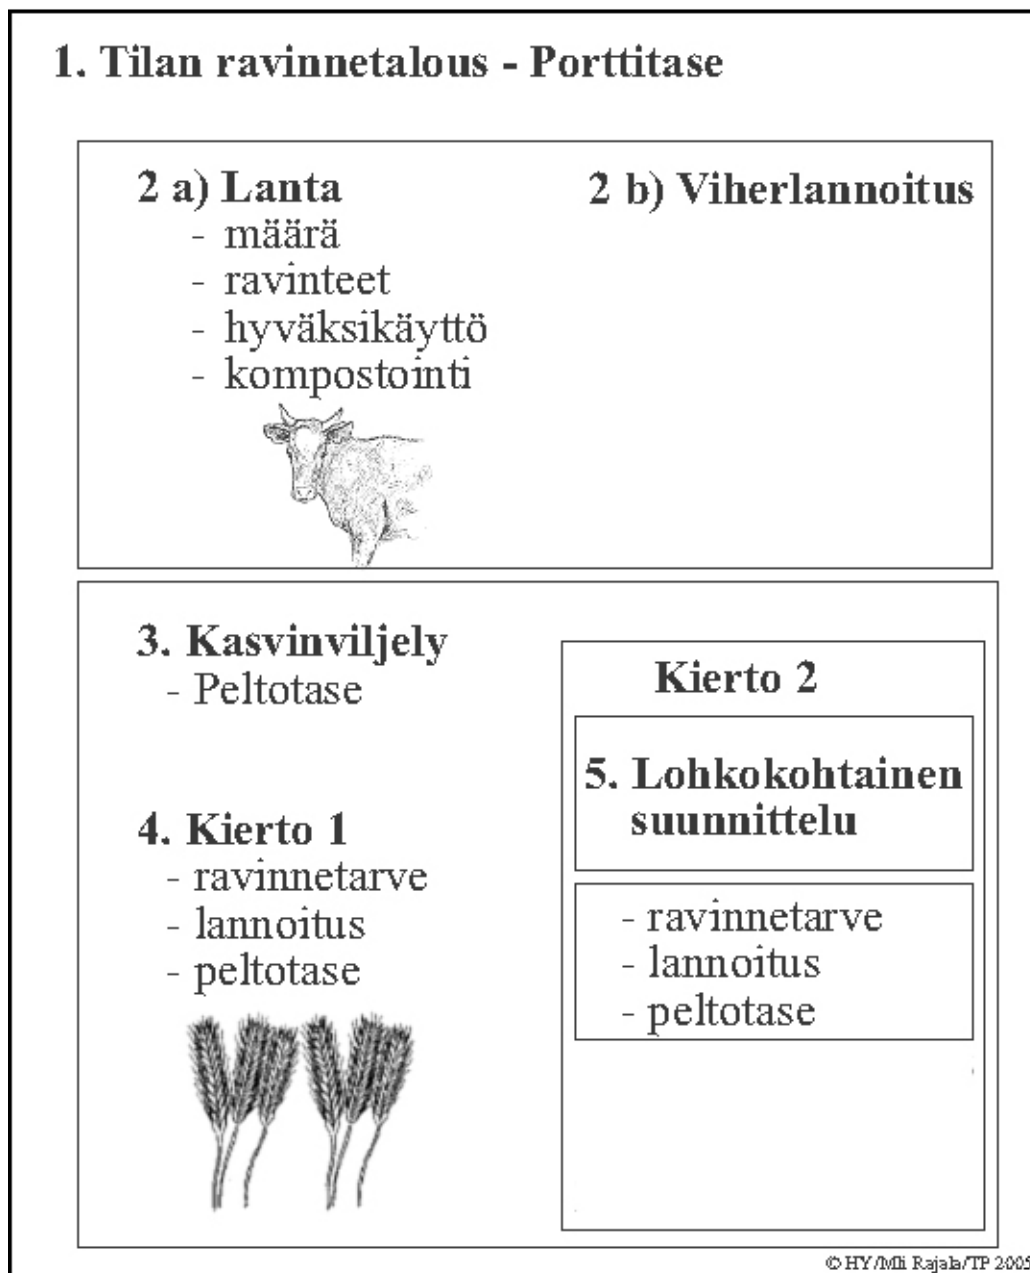 1. Tilan ravinnetalous - Porttitase
2 a) Lanta
- määrä
- ravinteet
- hyväksikäyttö
- kompostointi
2 b) Viherlannoitus
3. Kasvinviljely
- Peltotase
4. Kierto 1
- ravinnetarve
- lannoitus
- peltotase
Kierto 2
5. Lohkokohtainen
suunnittelu
- ravinnetarve
- lannoitus
- peltotase
© HY/Mli Rajala/TP 2005